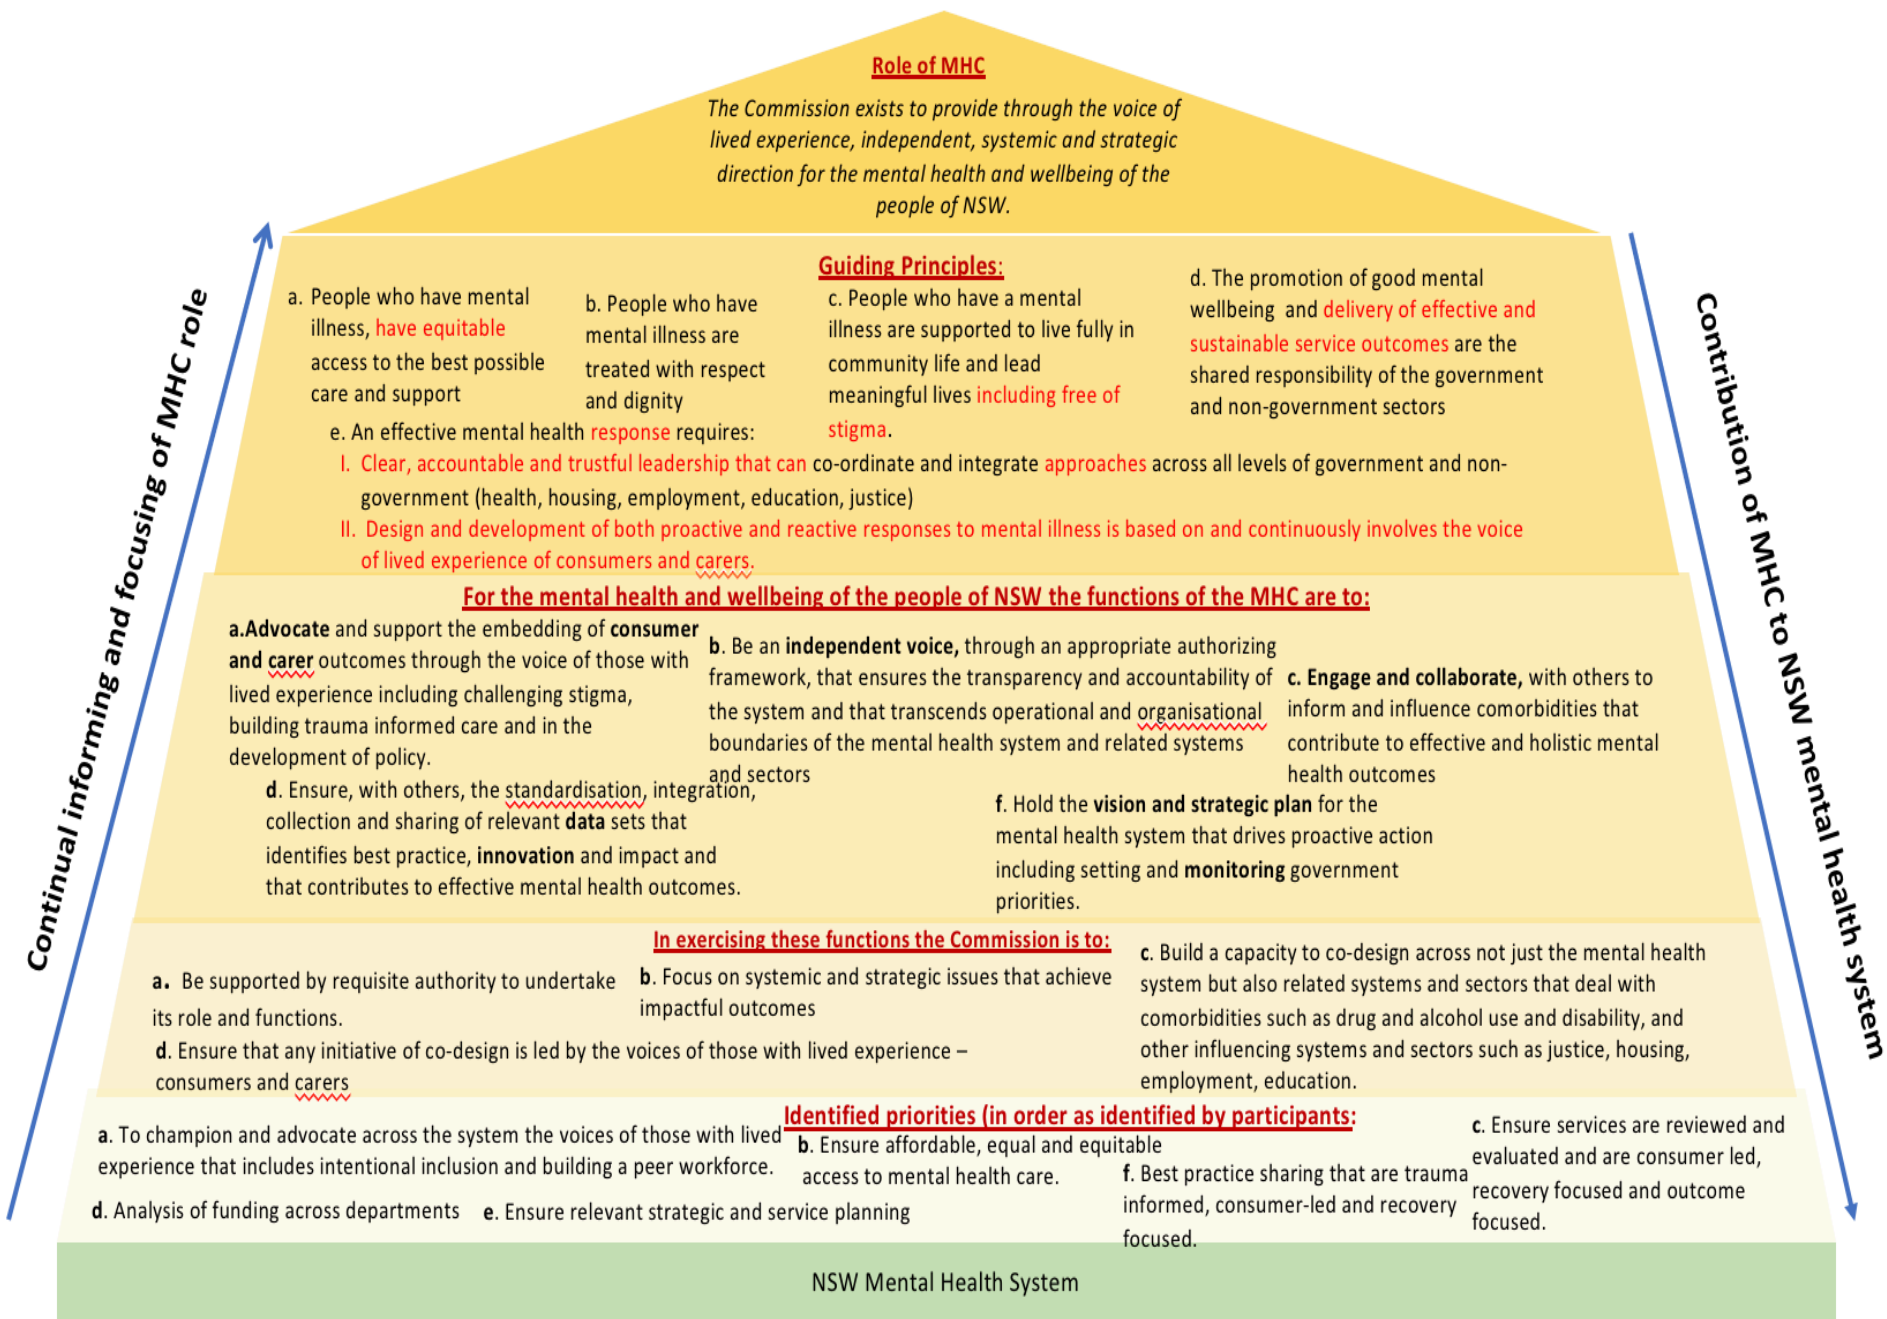 Role of MHC
The Commission exists to provide through the voice of
lived experience, independent, systemic and strategic
direction for the mental health and wellbeing of the
people of NSW.
Continual informing and focusing of MHC role
Contribution of MHC to NSW mental health system
Guiding Principles:
a. People who have mental
illness, have equitable
access to the best possible
care and support
b. People who have
mental illness are
treated with respect
and dignity
c. People who have a mental
illness are supported to live fully in
community life and lead
meaningful lives including free of
stigma.
d. The promotion of good mental
wellbeing and delivery of effective and
sustainable service outcomes are the
shared responsibility of the government
and non-government sectors
e. An effective mental health response requires:
I. Clear, accountable and trustful leadership that can co-ordinate and integrate approaches across all levels of government and non-
government (health, housing, employment, education, justice)
II. Design and development of both proactive and reactive responses to mental illness is based on and continuously involves the voice
of lived experience of consumers and carers.
For the mental health and wellbeing of the people of NSW the functions of the MHC are to:
a.Advocate and support the embedding of consumer
and carer outcomes through the voice of those with
lived experience including challenging stigma,
building trauma informed care and in the
development of policy.
b. Be an independent voice, through an appropriate authorizing
framework, that ensures the transparency and accountability of
the system and that transcends operational and organisational
boundaries of the mental health system and related systems
and sectors
c. Engage and collaborate, with others to
inform and influence comorbidities that
contribute to effective and holistic mental
health outcomes
d. Ensure, with others, the standardisation, integration,
collection and sharing of relevant data sets that
identifies best practice, innovation and impact and
that contributes to effective mental health outcomes.
f. Hold the vision and strategic plan for the
mental health system that drives proactive action
including setting and monitoring government
priorities.
In exercising these functions the Commission is to:
a. Be supported by requisite authority to undertake
its role and functions.
b. Focus on systemic and strategic issues that achieve
impactful outcomes
c. Build a capacity to co-design across not just the mental health
system but also related systems and sectors that deal with
comorbidities such as drug and alcohol use and disability, and
other influencing systems and sectors such as justice, housing,
employment, education.
d. Ensure that any initiative of co-design is led by the voices of those with lived experience –
consumers and carers
Identified priorities (in order as identified by participants:
a. To champion and advocate across the system the voices of those with lived
experience that includes intentional inclusion and building a peer workforce.
b. Ensure affordable, equal and equitable
access to mental health care.
c. Ensure services are reviewed and
evaluated and are consumer led,
recovery focused and outcome
focused.
d. Analysis of funding across departments
e. Ensure relevant strategic and service planning
f. Best practice sharing that are trauma
informed, consumer-led and recovery
focused.
NSW Mental Health System